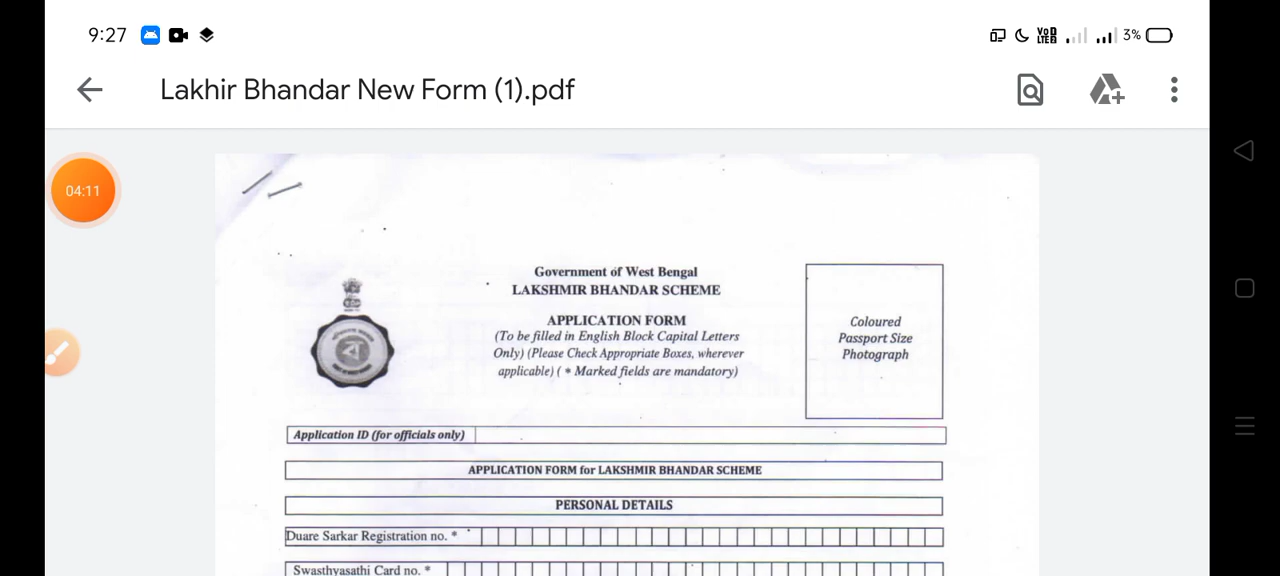 9:27
VoD LTED
3%
Lakhir Bhandar New Form (1).pdf
04:11
Government of West Bengal
LAKSHMIR BHANDAR SCHEME
APPLICATION FORM
(To be filled in English Block Capital Letters
Only) (Please Check Appropriate Boxes, wherever
applicable) ( * Marked fields are mandatory)
Coloured
Passport Size
Photograph
Application ID (for officials only)
APPLICATION FORM for LAKSHMIR BHANDAR SCHEME
PERSONAL DETAILS
Duare Sarkar Registration no. *
Swasthyasathi Card no. *